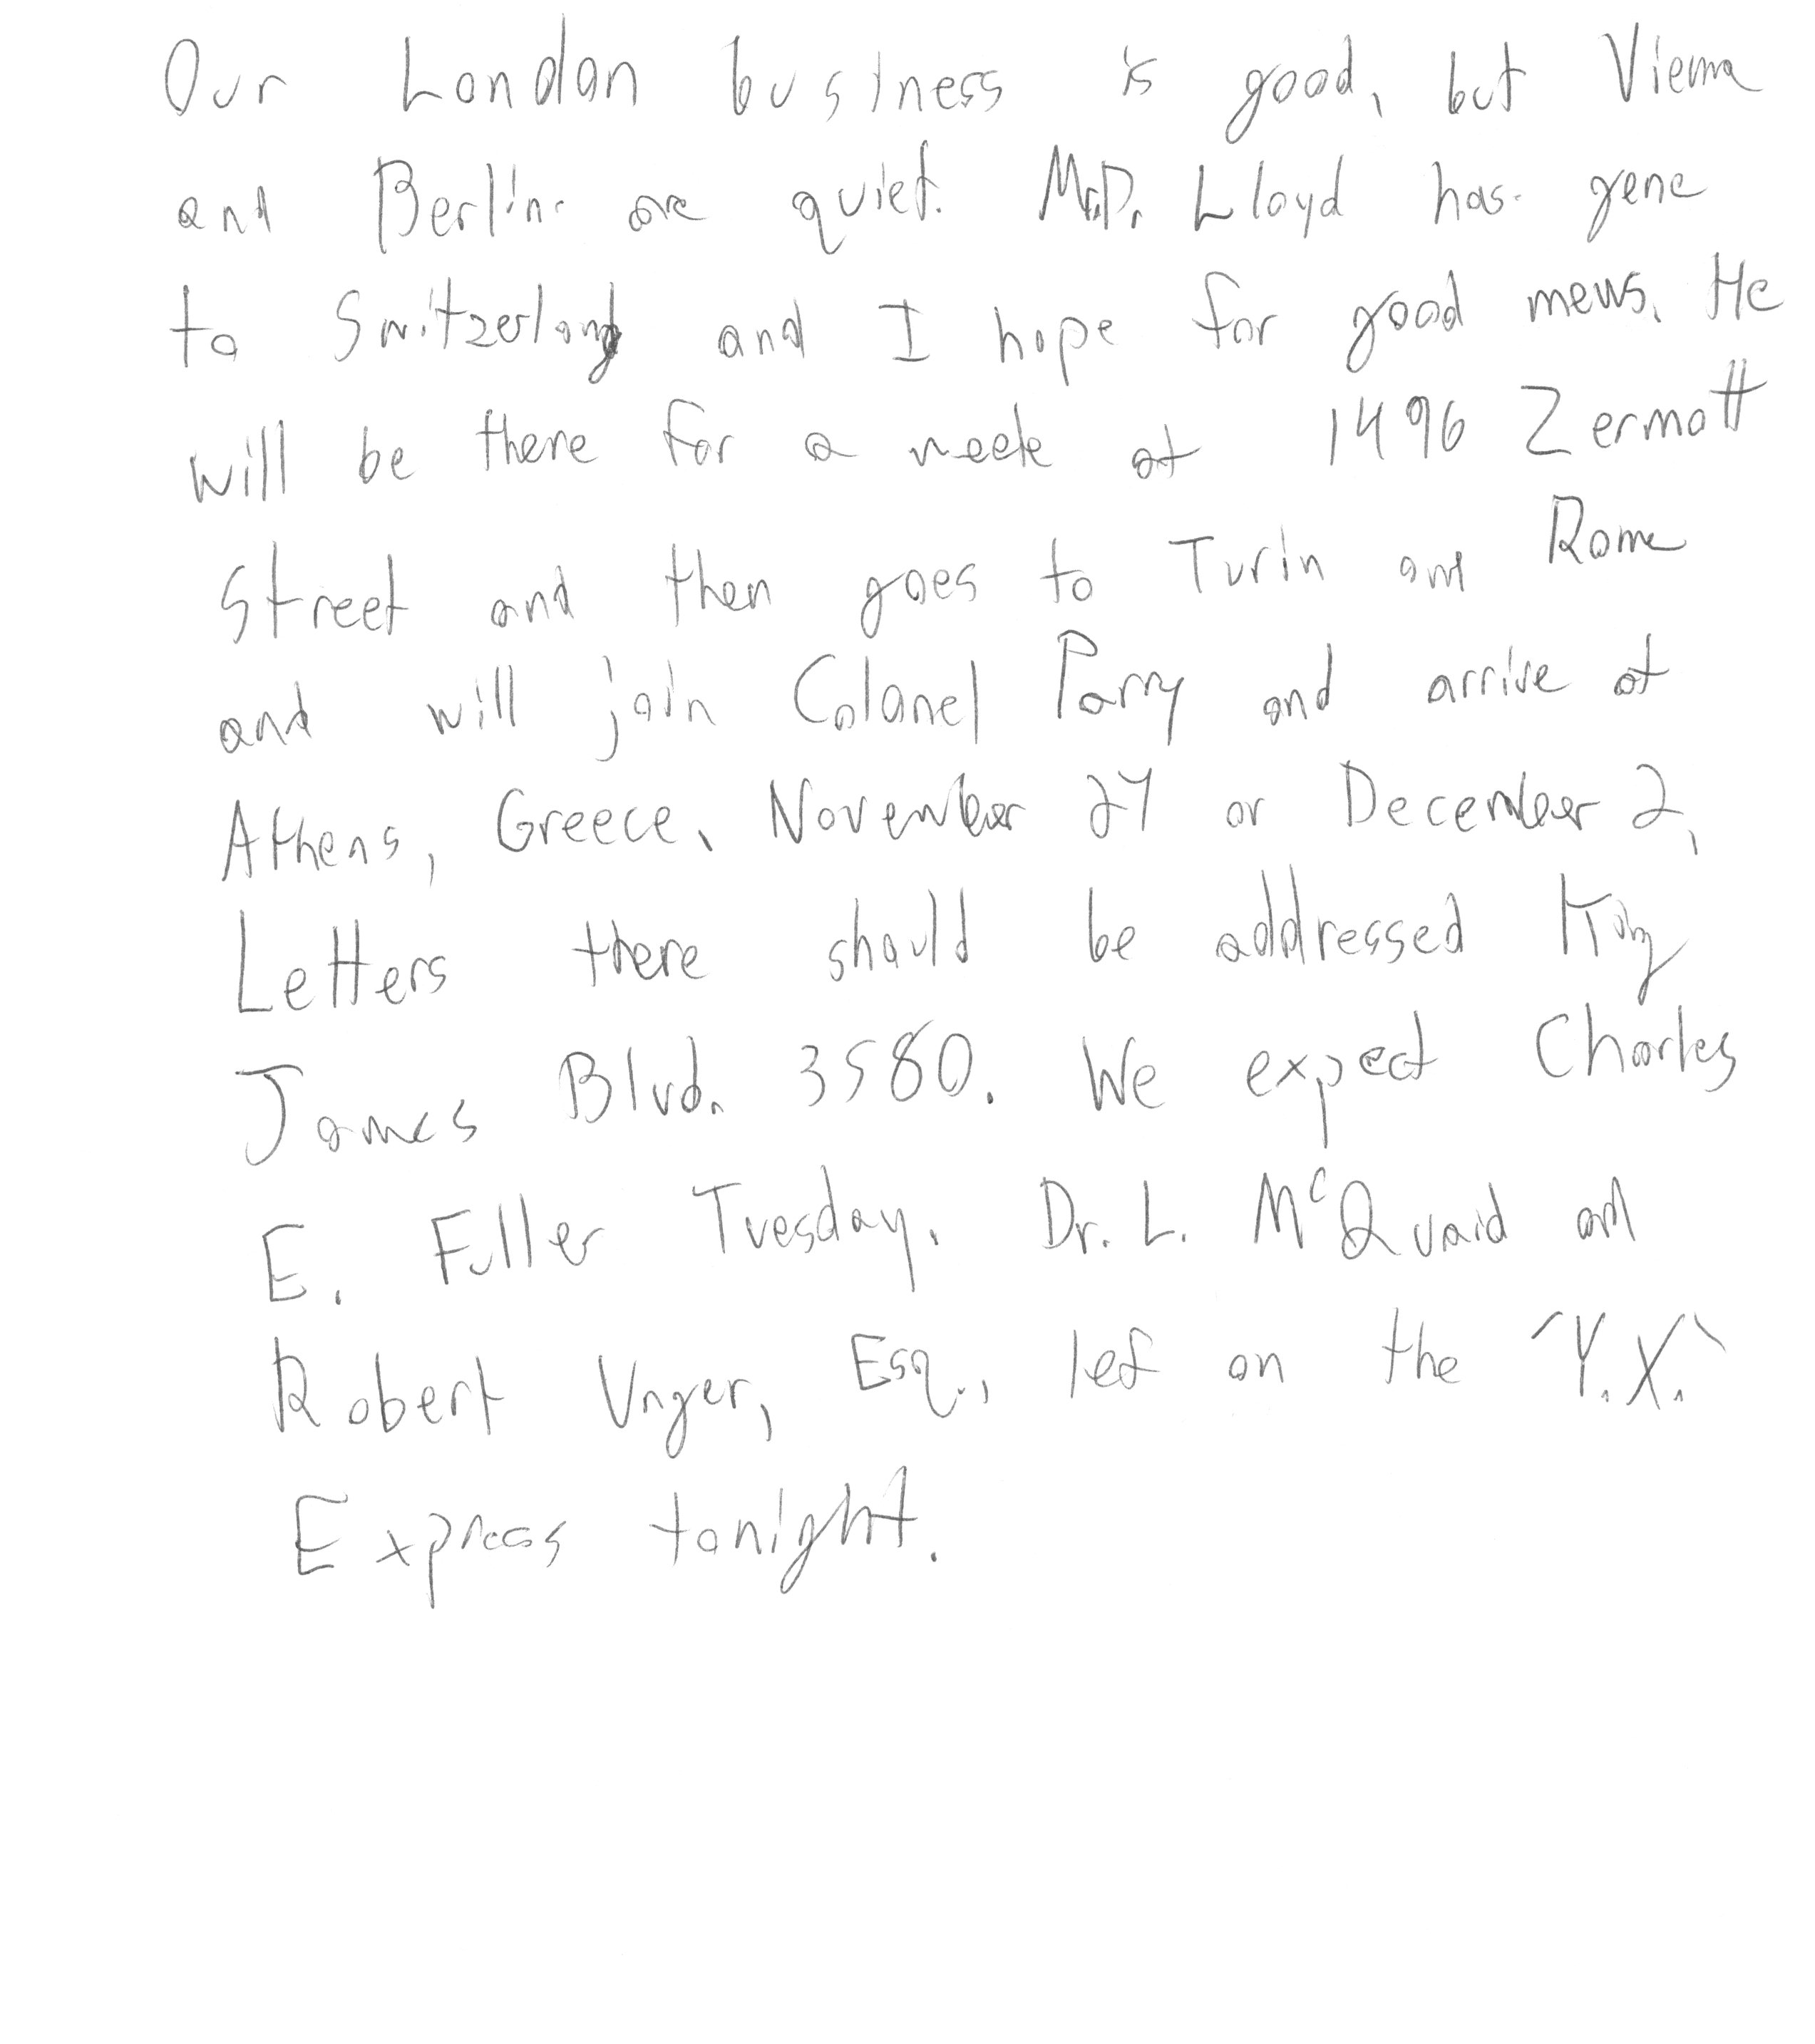 Our London business is good, but Vienna
and Berlin are quiet. Mr. D. Lloyd has gone
to Switzerland and I hope for good news. He
will be there for a week at 1496 Zermott
Street and then goes to Turin and Rome
and will join Colonel Parry and arrive at
Athens, Greece, November 27 or December 2.
Letters there should be addressed King
James Blvd. 3580. We expect Charles
E. Fuller Tuesday. Dr. L. McQuaid and
Robert Unger, Esq., left on the "Y.X."
Express tonight.